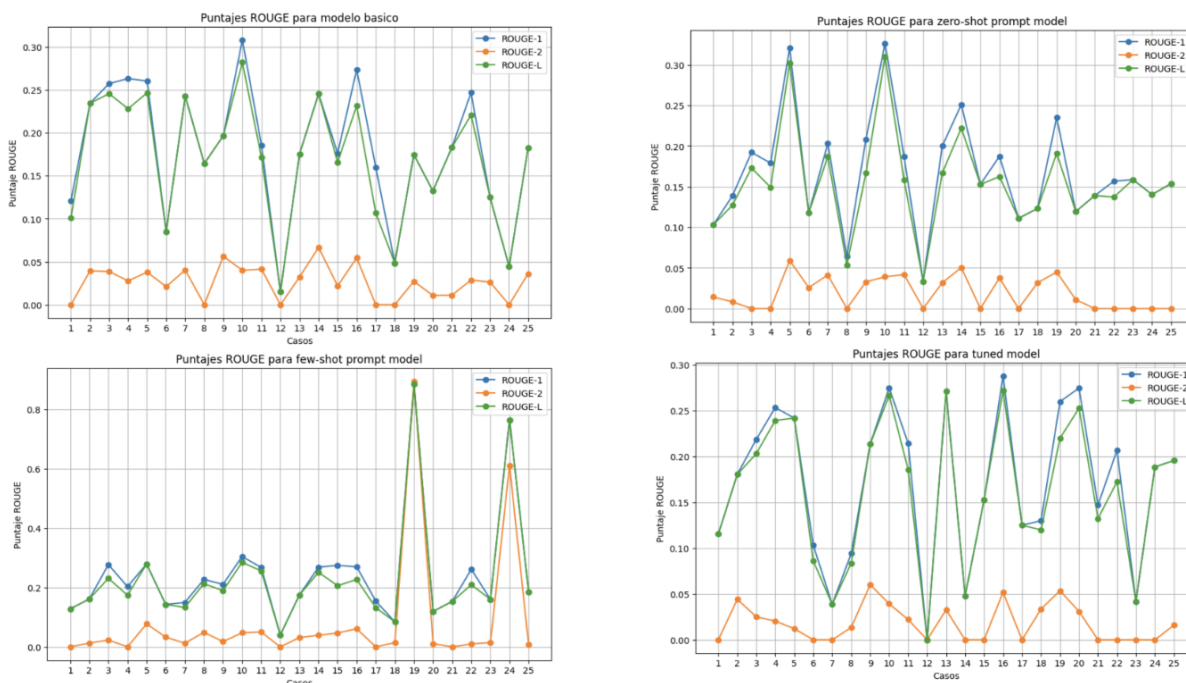 Puntajes ROUGE para modelo basico
ROUGE-1
ROUGE-2
ROUGE-L
Puntaje ROUGE
0.30
0.25
0.20
0.15
0.10
0.05
0.00
1 2 3 4 5 6 7 8 9 10 11 12 13 14 15 16 17 18 19 20 21 22 23 24 25
Casos
Puntajes ROUGE para zero-shot prompt model
ROUGE-1
ROUGE-2
ROUGE-L
Puntaje ROUGE
0.30
0.25
0.20
0.15
0.10
0.05
0.00
1 2 3 4 5 6 7 8 9 10 11 12 13 14 15 16 17 18 19 20 21 22 23 24 25
Puntajes ROUGE para few-shot prompt model
ROUGE-1
ROUGE-2
ROUGE-L
Puntaje ROUGE
0.8
0.6
0.4
0.2
0.0
1 2 3 4 5 6 7 8 9 10 11 12 13 14 15 16 17 18 19 20 21 22 23 24 25
Casos
Puntajes ROUGE para tuned model
ROUGE-1
ROUGE-2
ROUGE-L
Puntaje ROUGE
0.30
0.25
0.20
0.15
0.10
0.05
0.00
1 2 3 4 5 6 7 8 9 10 11 12 13 14 15 16 17 18 19 20 21 22 23 24 25